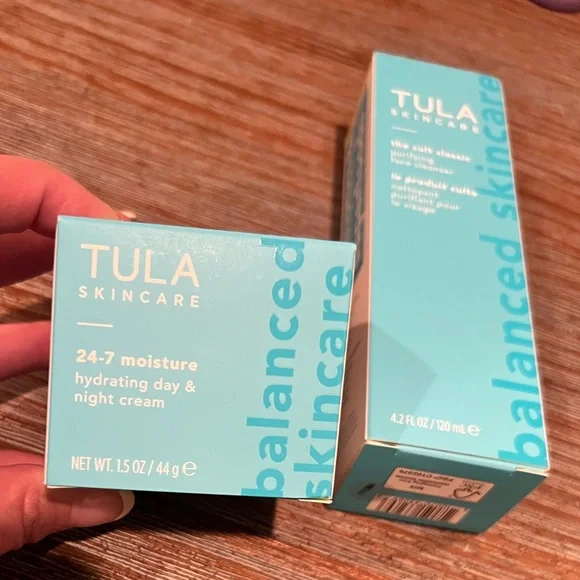 TULA
SKINCARE
24-7 moisture
hydrating day &
night cream
NET WT. 1.5 OZ / 44 g ℮
balanced
skincare
TULA
SKINCARE
the cult classic
purifying
face cleanser
le produit culte
nettoyant
purifiant pour
le visage
4.2 FL OZ / 120 mL ℮
balanced skincare